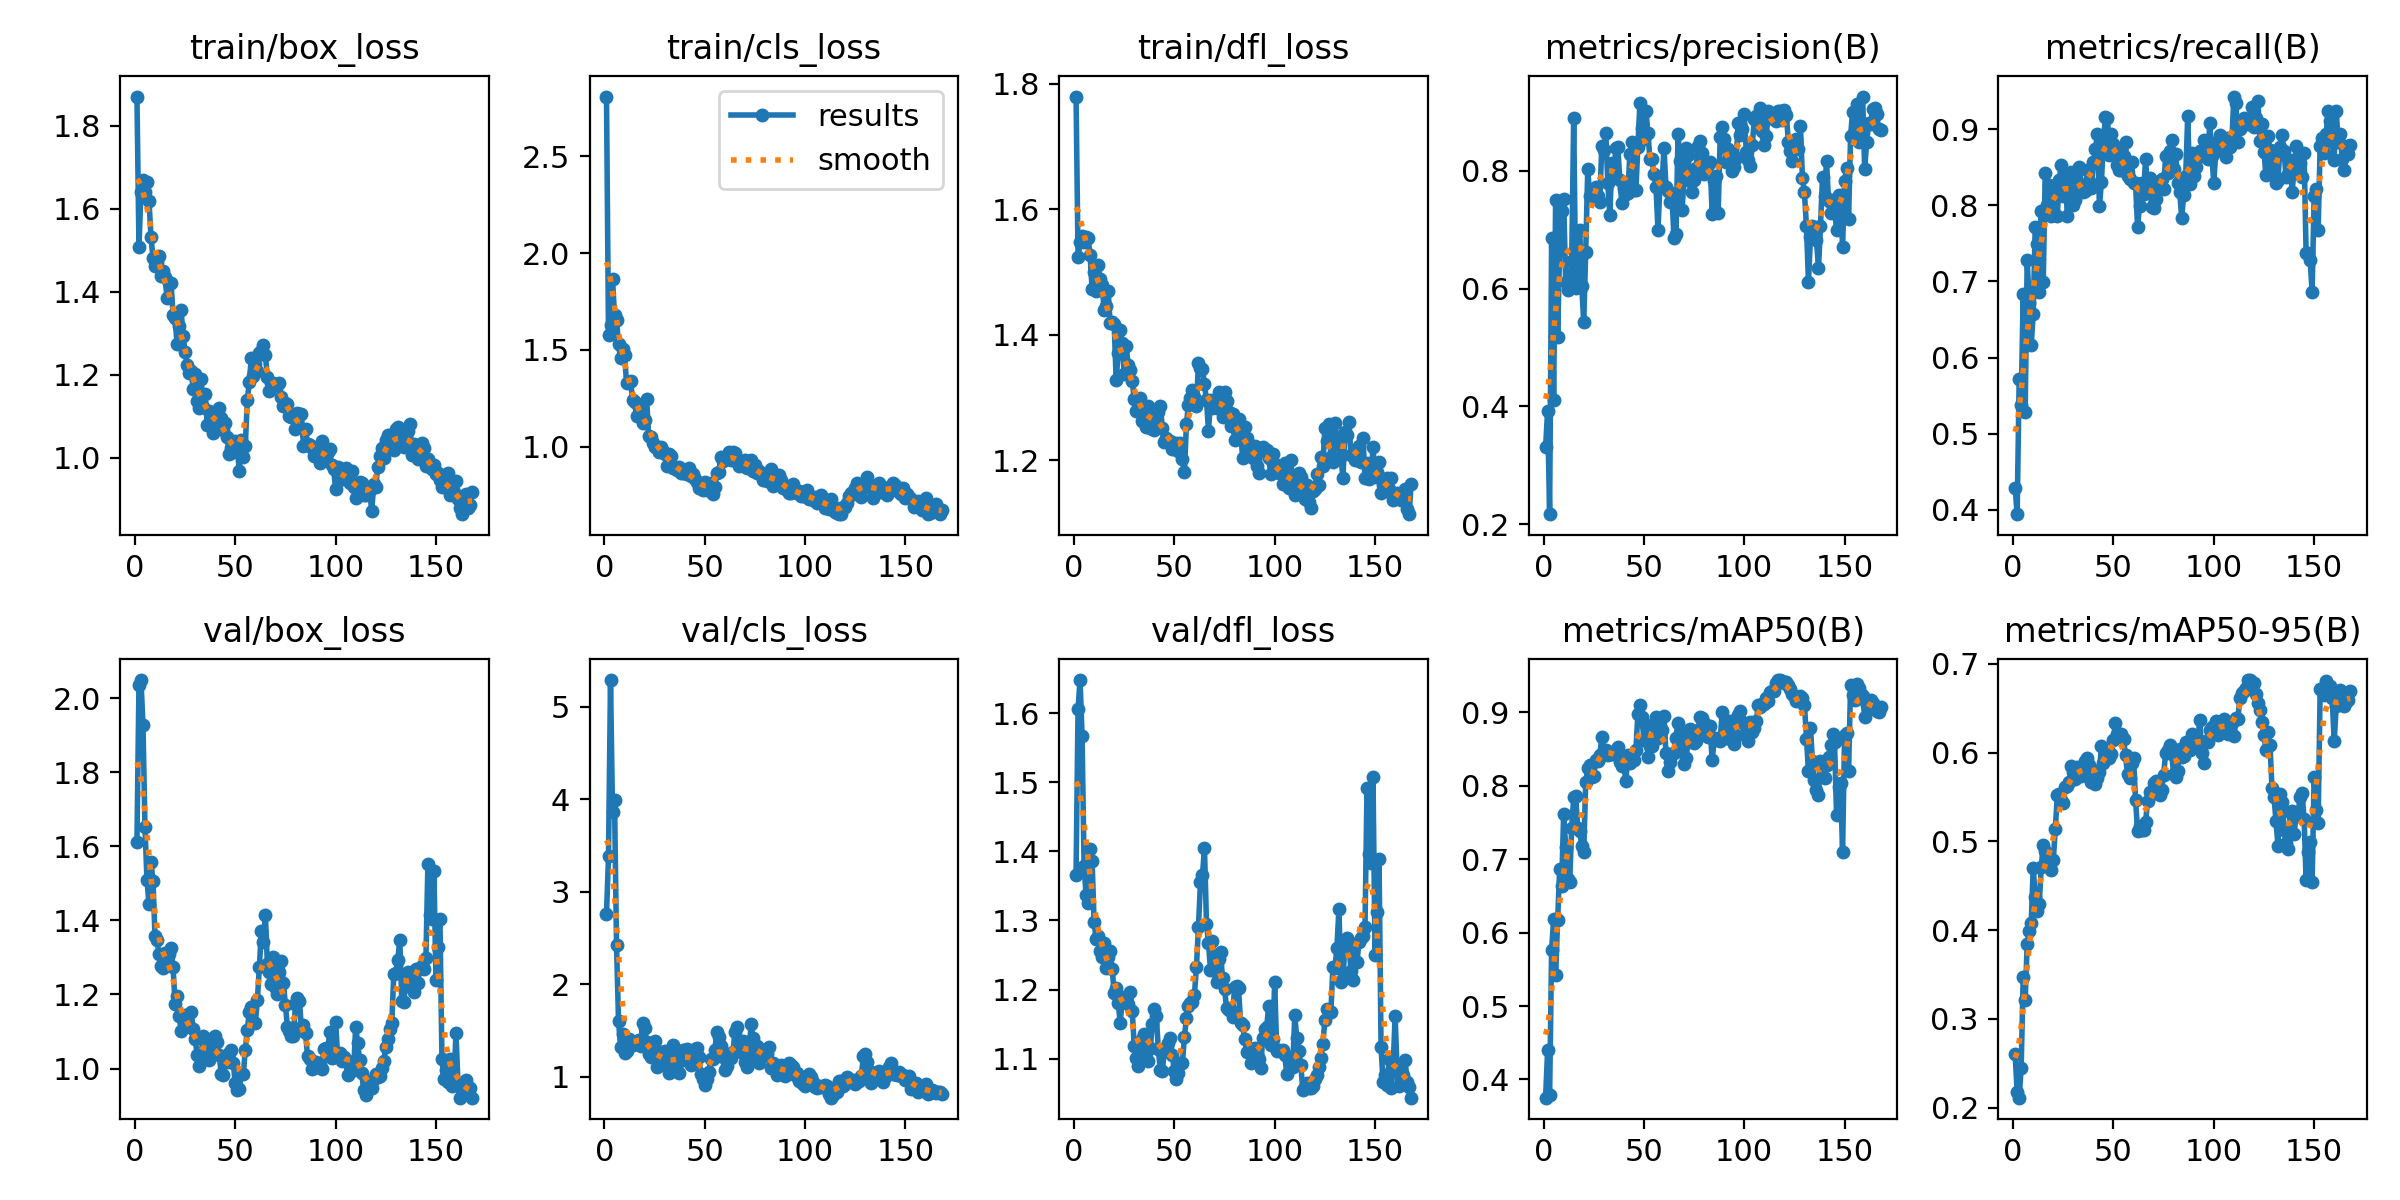 train/box_loss
train/cls_loss
train/dfl_loss
metrics/precision(B)
metrics/recall(B)
1.8
1.6
1.4
1.2
1.0
0 50 100 150
results
smooth
2.5
2.0
1.5
1.0
0 50 100 150
1.8
1.6
1.4
1.2
0 50 100 150
0.8
0.6
0.4
0.2
0 50 100 150
0.9
0.8
0.7
0.6
0.5
0.4
0 50 100 150
val/box_loss
val/cls_loss
val/dfl_loss
metrics/mAP50(B)
metrics/mAP50-95(B)
2.0
1.8
1.6
1.4
1.2
1.0
0 50 100 150
5
4
3
2
1
0 50 100 150
1.6
1.5
1.4
1.3
1.2
1.1
0 50 100 150
0.9
0.8
0.7
0.6
0.5
0.4
0 50 100 150
0.7
0.6
0.5
0.4
0.3
0.2
0 50 100 150